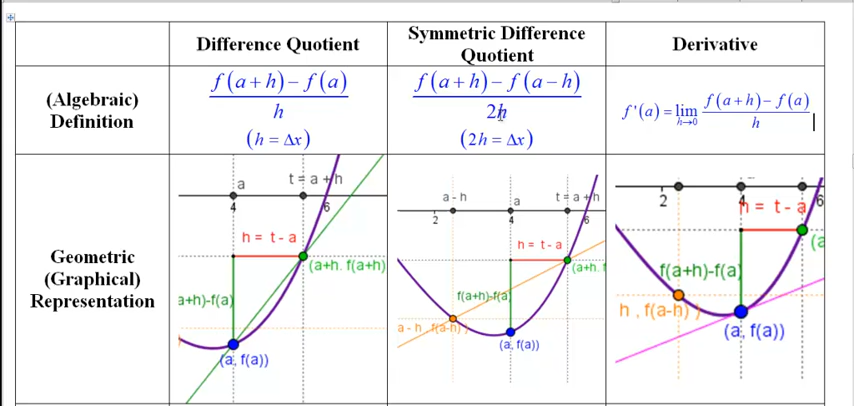 Difference Quotient
Symmetric Difference
Quotient
Derivative
(Algebraic)
Definition
f(a+h)−f(a)
h
(h = Δx)
f(a+h)−f(a−h)
2h
(2h = Δx)
f'(a) = lim h→0 f(a+h)−f(a)
h
Geometric
(Graphical)
Representation
a
t = a + h
4
6
h = t - a
(a+h. f(a+h)
a+h)-f(a)
(a, f(a))
a - h
a
t = a + h
2
4
6
h = t - a
(a+h. f
f(a+h)-f(a)
a - h , f(a-h) )
(a, f(a))
2
4
6
h = t - a
(a
f(a+h)-f(a)
h , f(a-h) )
(a, f(a))